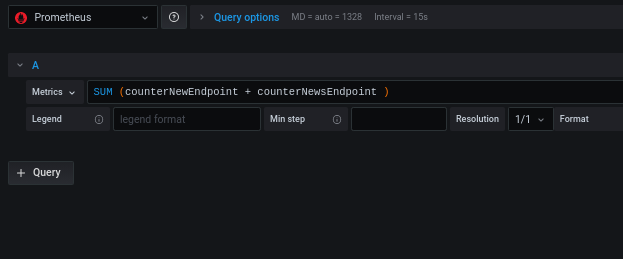 Prometheus Query options MD = auto = 1328 Interval = 15s
A
Metrics SUM (counterNewEndpoint + counterNewsEndpoint )
Legend legend format Min step Resolution 1/1 Format
+ Query